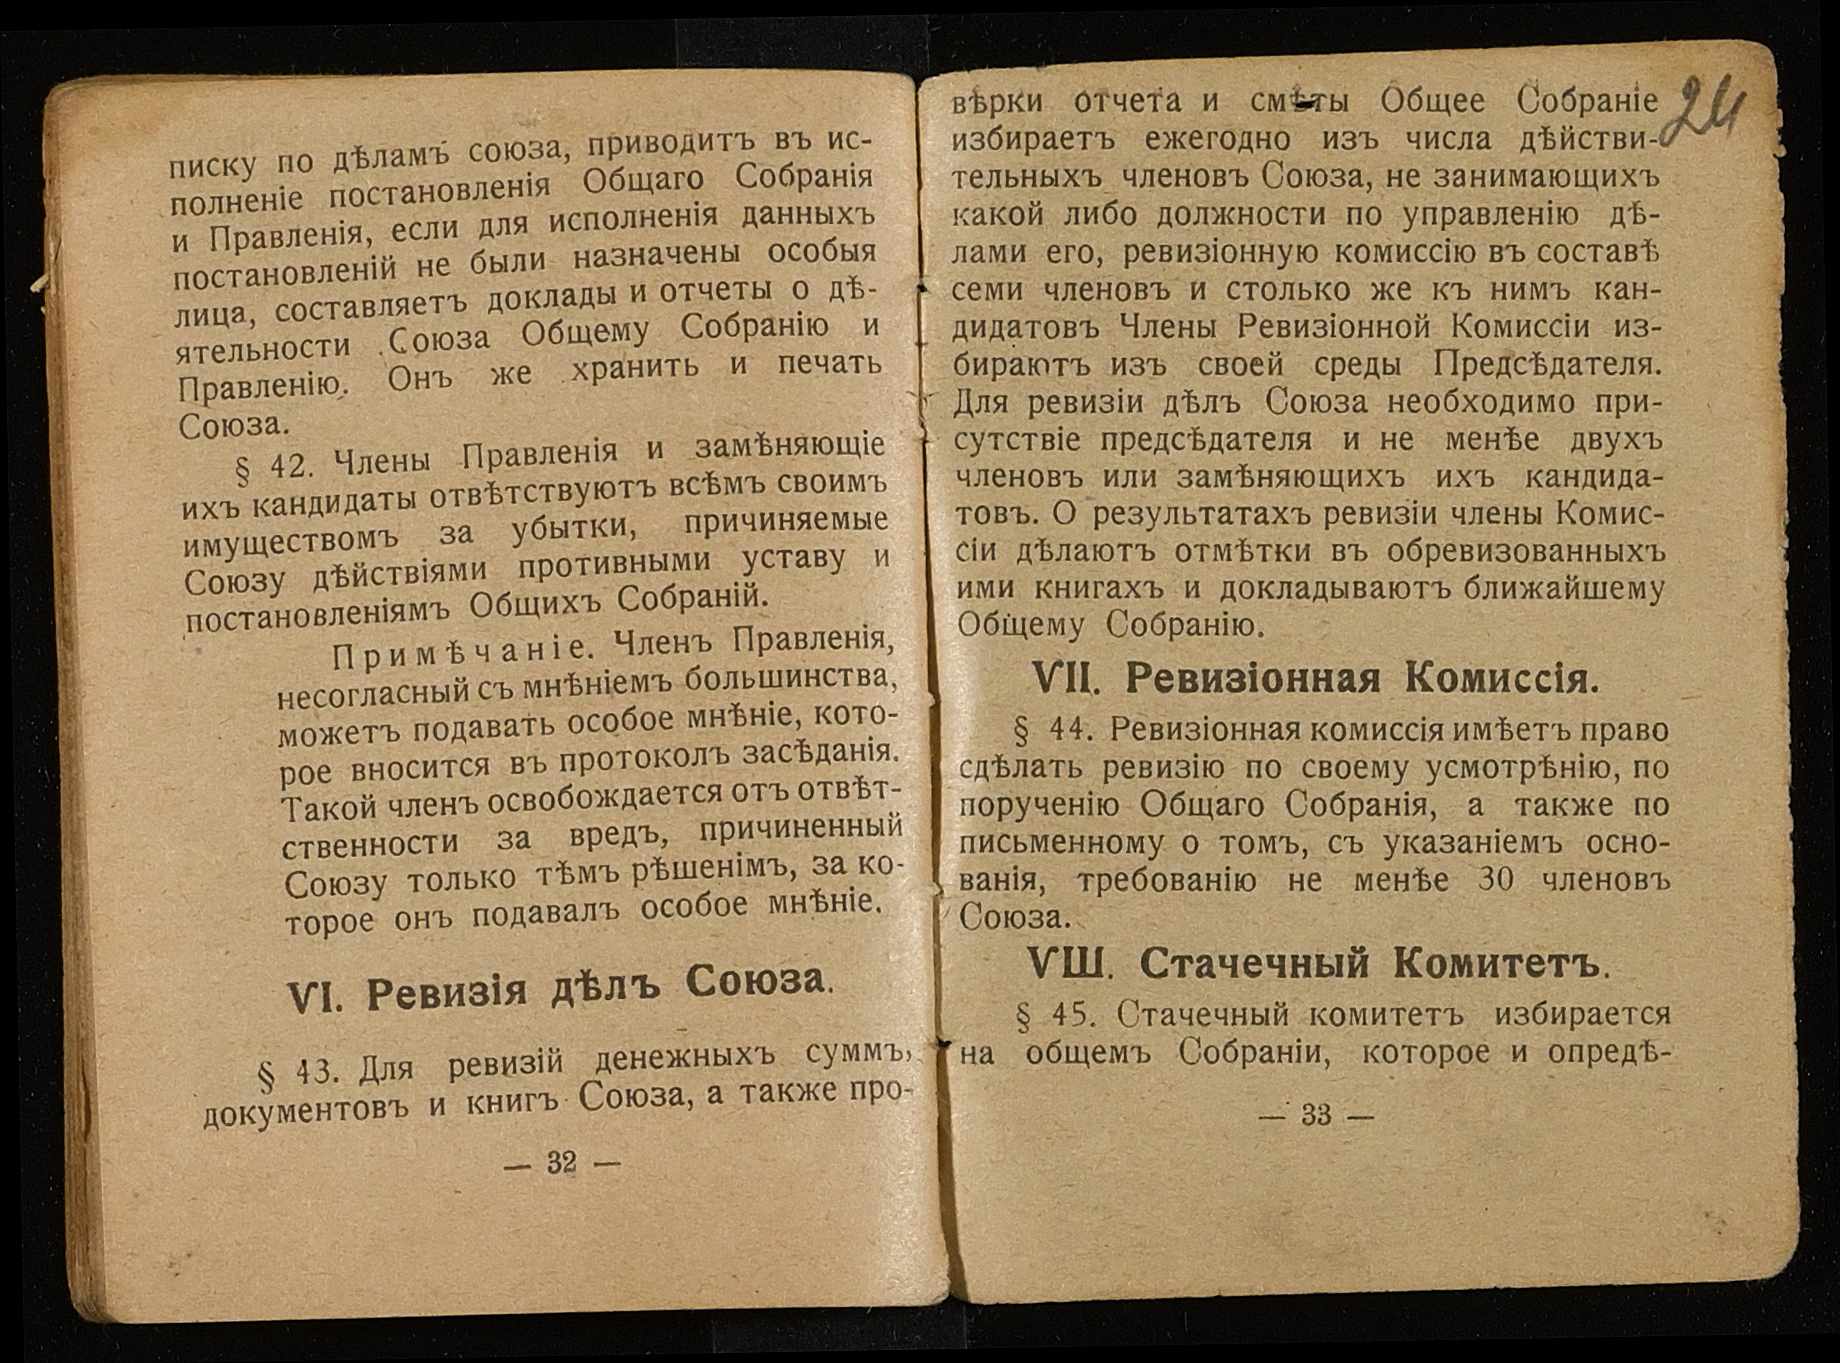 писку по дѣламъ союза, приводитъ въ ис-
полненіе постановленія Общаго Собранія
и Правленія, если для исполненія данныхъ
постановленій не были назначены особыя
лица, составляетъ доклады и отчеты о дѣ-
ятельности Союза Общему Собранію и
Правленію. Онъ же хранить и печать
Союза.
§ 42. Члены Правленія и замѣняющіе
ихъ кандидаты отвѣтствуютъ всѣмъ своимъ
имуществомъ за убытки, причиняемые
Союзу дѣйствіями противными уставу и
постановленіямъ Общихъ Собраній.
Примѣчаніе. Членъ Правленія,
несогласный съ мнѣніемъ большинства,
можетъ подавать особое мнѣніе, кото-
рое вносится въ протоколъ засѣданія.
Такой членъ освобождается отъ отвѣт-
ственности за вредъ, причиненный
Союзу только тѣмъ рѣшенімъ, за ко-
торое онъ подавалъ особое мнѣніе.
VI. Ревизія дѣлъ Союза.
§ 43. Для ревизій денежныхъ суммъ,
документовъ и книгъ Союза, а также про-
— 32 —
24
вѣрки отчета и смѣты Общее Собраніе
избираетъ ежегодно изъ числа дѣйстви-
тельныхъ членовъ Союза, не занимающихъ
какой либо должности по управленію дѣ-
лами его, ревизіонную комиссію въ составѣ
семи членовъ и столько же къ нимъ кан-
дидатовъ Члены Ревизіонной Комиссіи из-
бираютъ изъ своей среды Предсѣдателя.
Для ревизіи дѣлъ Союза необходимо при-
сутствіе предсѣдателя и не менѣе двухъ
членовъ или замѣняющихъ ихъ кандида-
товъ. О результатахъ ревизіи члены Комис-
сіи дѣлаютъ отмѣтки въ обревизованныхъ
ими книгахъ и докладываютъ ближайшему
Общему Собранію.
VII. Ревизіонная Комиссія.
§ 44. Ревизіонная комиссія имѣетъ право
сдѣлать ревизію по своему усмотрѣнію, по
порученію Общаго Собранія, а также по
письменному о томъ, съ указаніемъ осно-
ванія, требованію не менѣе 30 членовъ
Союза.
VШ. Стачечный Комитетъ.
§ 45. Стачечный комитетъ избирается
на общемъ Собраніи, которое и опредѣ-
— 33 —